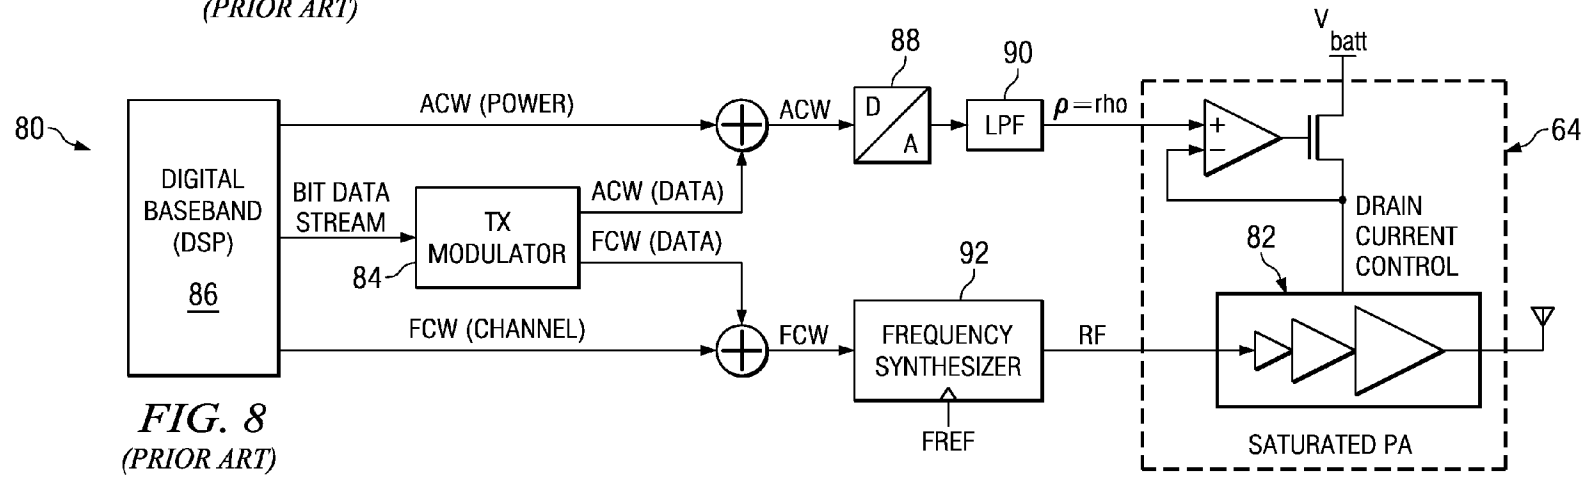 (PRIOR ART)
80
DIGITAL
BASEBAND
(DSP)
86
ACW (POWER)
BIT DATA
STREAM
TX
MODULATOR
84
ACW (DATA)
FCW (DATA)
FCW (CHANNEL)
ACW
FCW
88
D
A
90
LPF
ρ=rho
92
FREQUENCY
SYNTHESIZER
FREF
RF
V
batt
+
−
64
DRAIN
CURRENT
CONTROL
82
SATURATED PA
FIG. 8
(PRIOR ART)